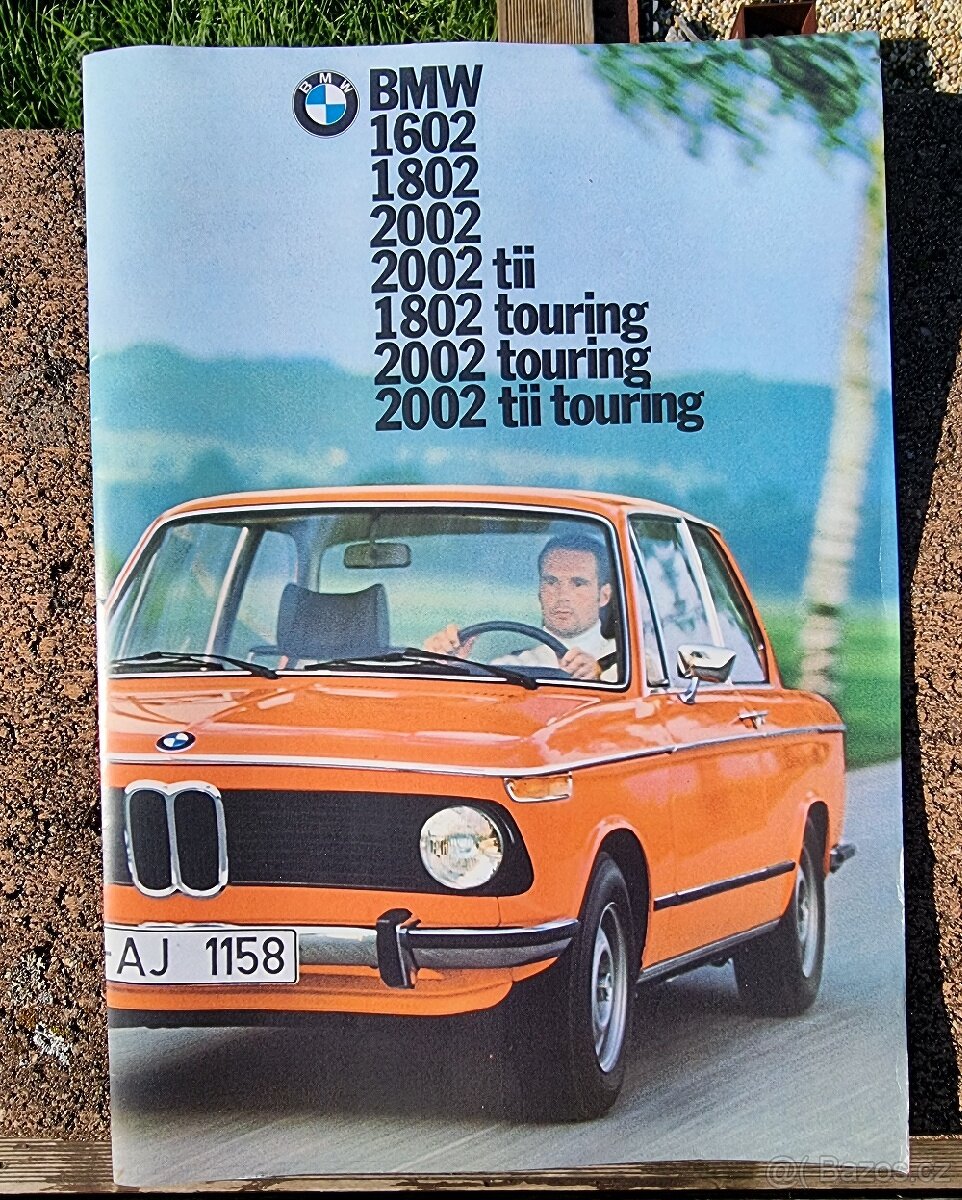 BMW
BMW
1602
1802
2002
2002 tii
1802 touring
2002 touring
2002 tii touring
-AJ 1158
@( Bazos.cz